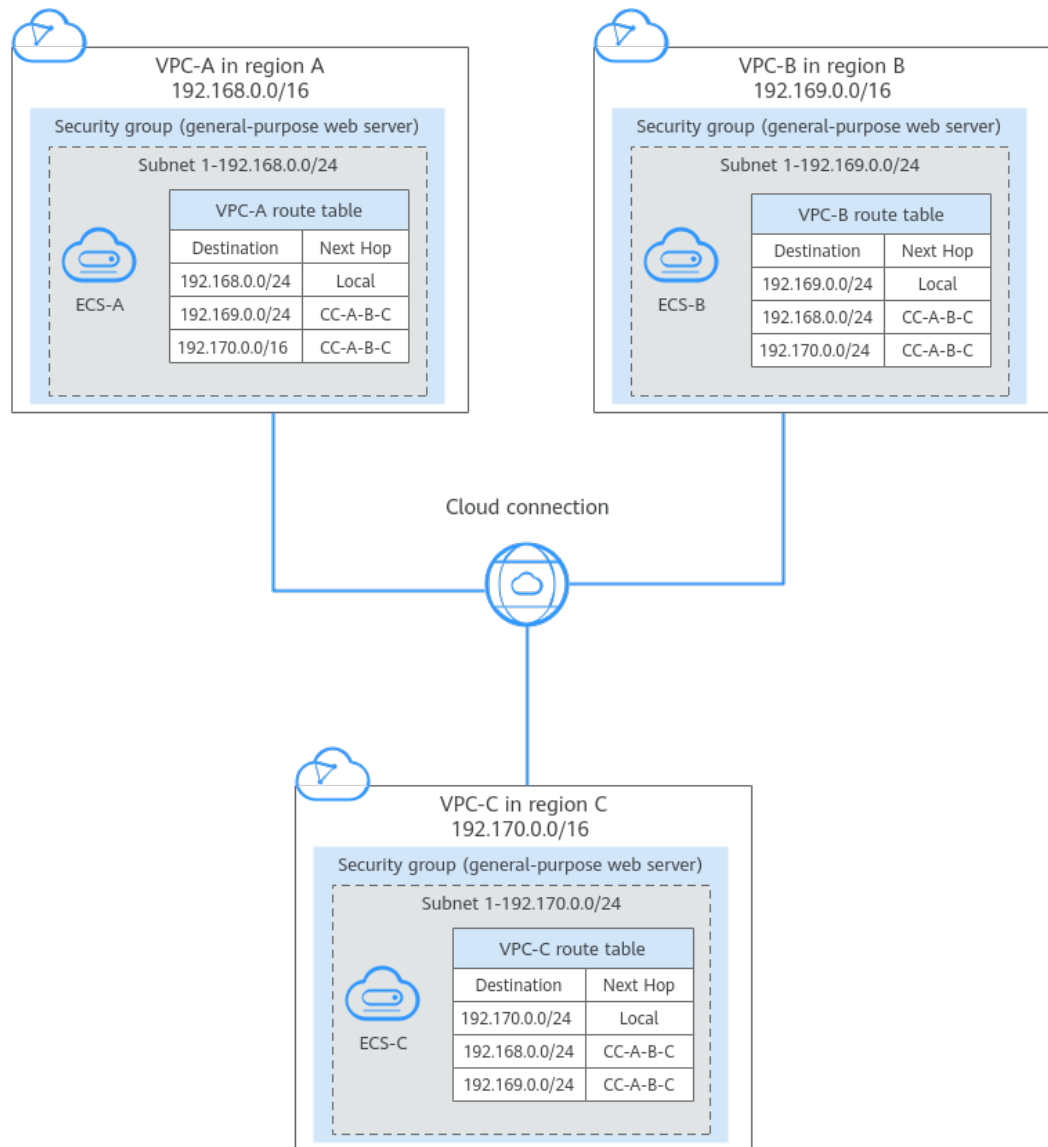 VPC-A in region A
192.168.0.0/16
Security group (general-purpose web server)
Subnet 1-192.168.0.0/24
VPC-A route table
Destination Next Hop
192.168.0.0/24 Local
192.169.0.0/24 CC-A-B-C
192.170.0.0/16 CC-A-B-C
ECS-A
VPC-B in region B
192.169.0.0/16
Security group (general-purpose web server)
Subnet 1-192.169.0.0/24
VPC-B route table
Destination Next Hop
192.169.0.0/24 Local
192.168.0.0/24 CC-A-B-C
192.170.0.0/24 CC-A-B-C
ECS-B
Cloud connection
VPC-C in region C
192.170.0.0/16
Security group (general-purpose web server)
Subnet 1-192.170.0.0/24
VPC-C route table
Destination Next Hop
192.170.0.0/24 Local
192.168.0.0/24 CC-A-B-C
192.169.0.0/24 CC-A-B-C
ECS-C